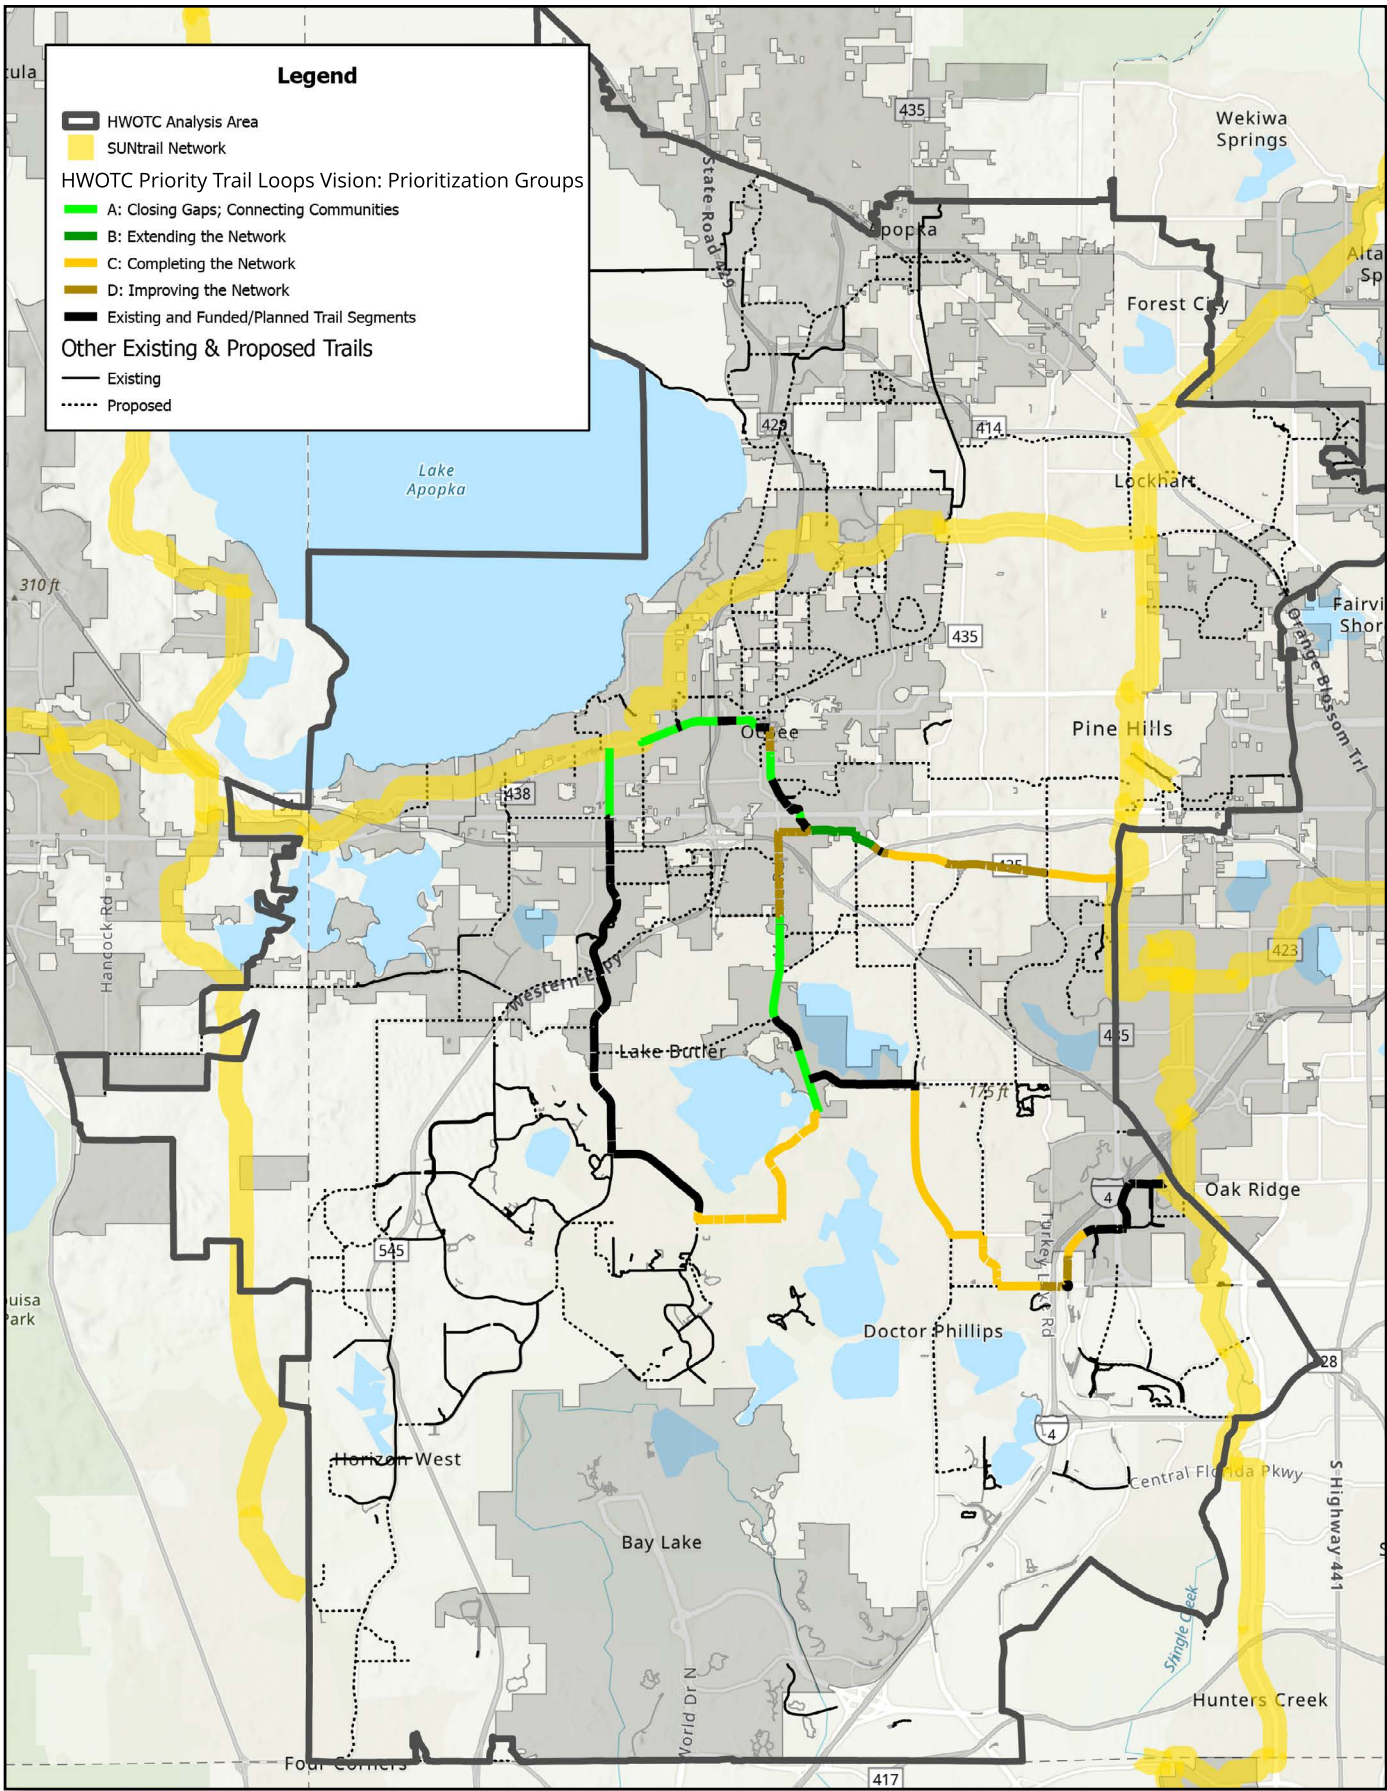 Legend
HWOTC Analysis Area
SUNtrail Network
HWOTC Priority Trail Loops Vision: Prioritization Groups
A: Closing Gaps; Connecting Communities
B: Extending the Network
C: Completing the Network
D: Improving the Network
Existing and Funded/Planned Trail Segments
Other Existing & Proposed Trails
Existing
Proposed
435
Wekiwa
Springs
State Road 429
Apopka
Forest City
429
414
Lake
Apopka
Lockhart
310 ft
435
Orange Blossom Trl
Pine Hills
438
435
Hancock Rd
423
Western Expy
435
Lake Butler
175 ft
4
Oak Ridge
545
Turkey Lake Rd
Doctor Phillips
28
4
Horizon West
Central Florida Pkwy
S Highway 441
Bay Lake
Shingle Creek
World Dr N
Hunters Creek
Four Corners
417